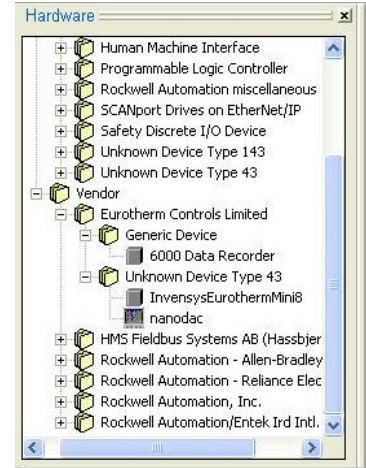 Hardware
Human Machine Interface
Programmable Logic Controller
Rockwell Automation miscellaneous
SCANport Drives on EtherNet/IP
Safety Discrete I/O Device
Unknown Device Type 143
Unknown Device Type 43
Vendor
Eurotherm Controls Limited
Generic Device
6000 Data Recorder
Unknown Device Type 43
InvensysEurothermMini8
nanodac
HMS Fieldbus Systems AB (Hassbjer
Rockwell Automation - Allen-Bradley
Rockwell Automation - Reliance Elec
Rockwell Automation, Inc.
Rockwell Automation/Entek Ird Intl.